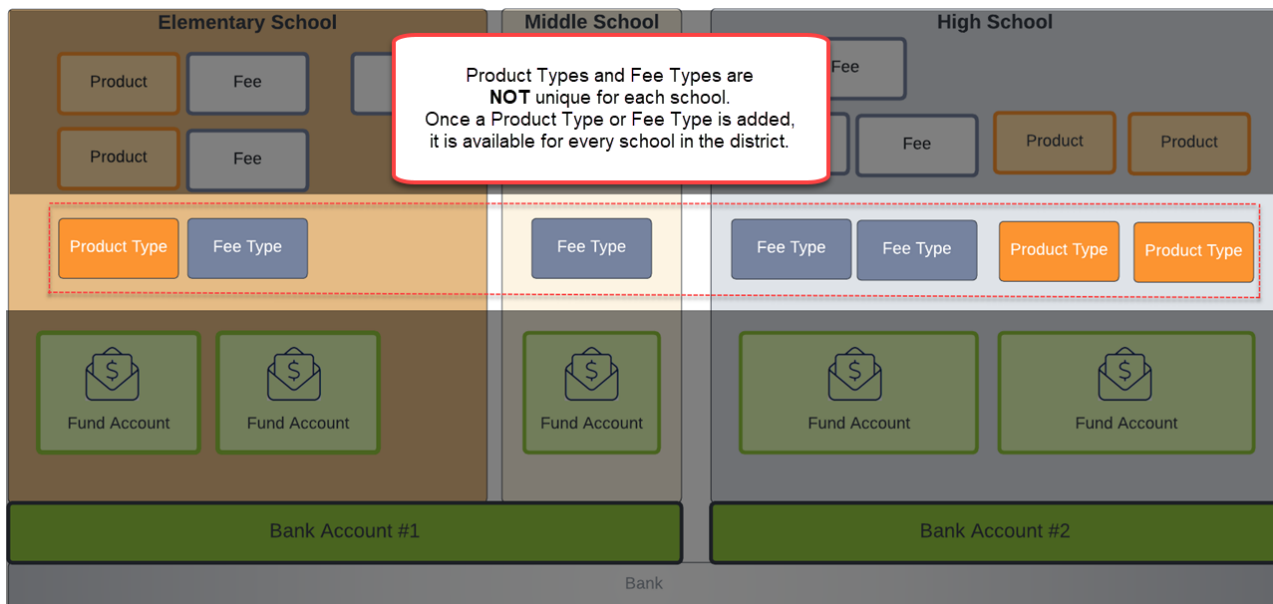 Elementary School
Middle School
High School
Product Types and Fee Types are
NOT unique for each school.
Once a Product Type or Fee Type is added,
it is available for every school in the district.
Product
Fee
Fee
Product
Fee
Fee
Product
Product
Product Type
Fee Type
Fee Type
Fee Type
Fee Type
Product Type
Product Type
$
$
$
$
$
Fund Account
Fund Account
Fund Account
Fund Account
Fund Account
Bank Account #1
Bank Account #2
Bank